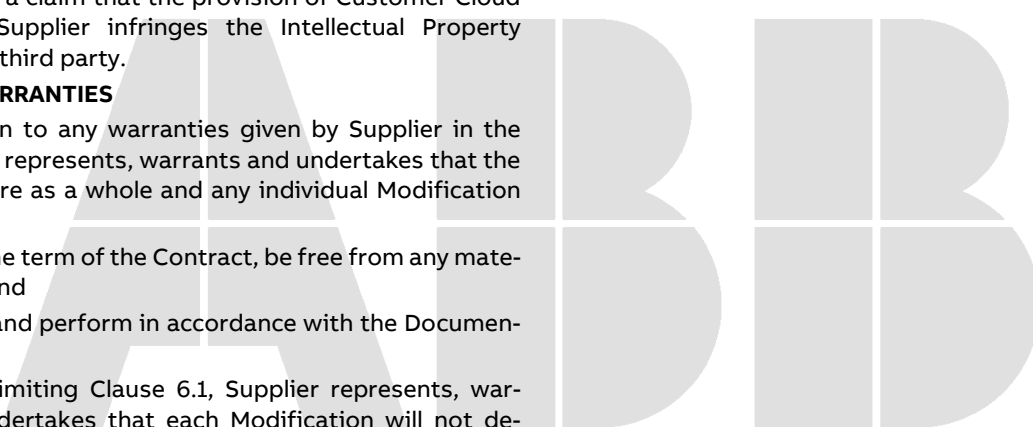 a claim that the provision of Customer Cloud
Supplier infringes the Intellectual Property
third party.
RRANTIES
n to any warranties given by Supplier in the
represents, warrants and undertakes that the
re as a whole and any individual Modification
e term of the Contract, be free from any mate-
nd
and perform in accordance with the Documen-
imiting Clause 6.1, Supplier represents, war-
dertakes that each Modification will not de-
ABB